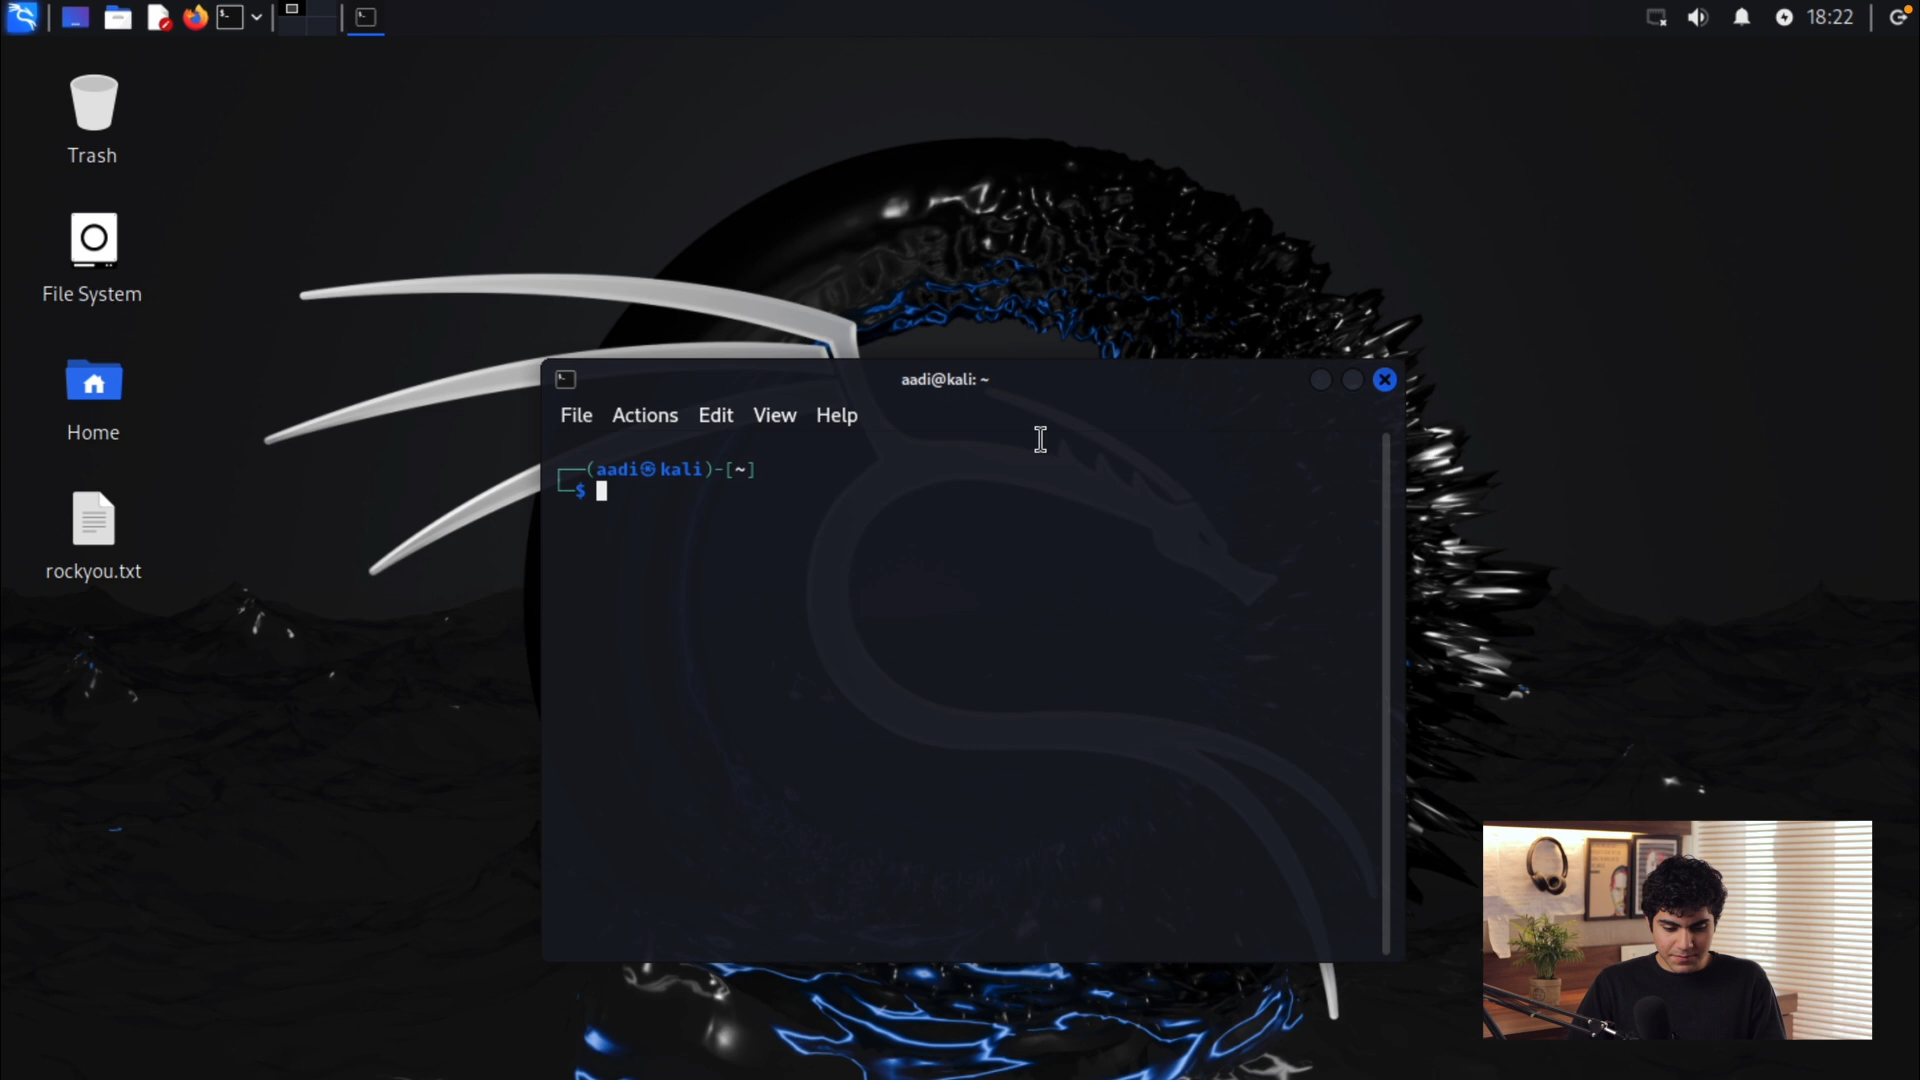 18:22
Trash
File System
Home
rockyou.txt
aadi@kali: ~
File Actions Edit View Help
┌──(aadi㉿kali)-[~]
└─$